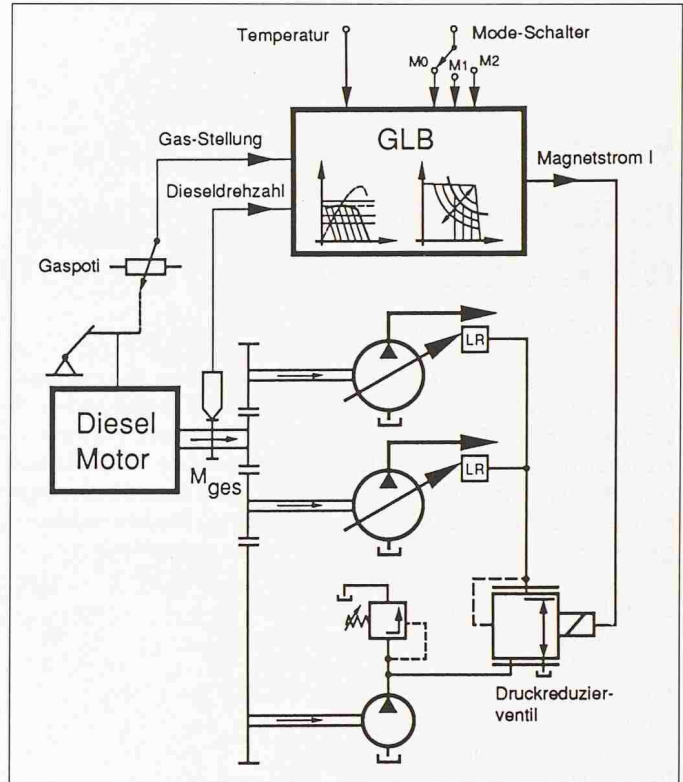 Temperatur
Mode-Schalter
M0
M1
M2
GLB
Gas-Stellung
Magnetstrom I
Dieseldrehzahl
Gaspoti
LR
Diesel
Motor
M ges
LR
Druckreduzier-
ventil